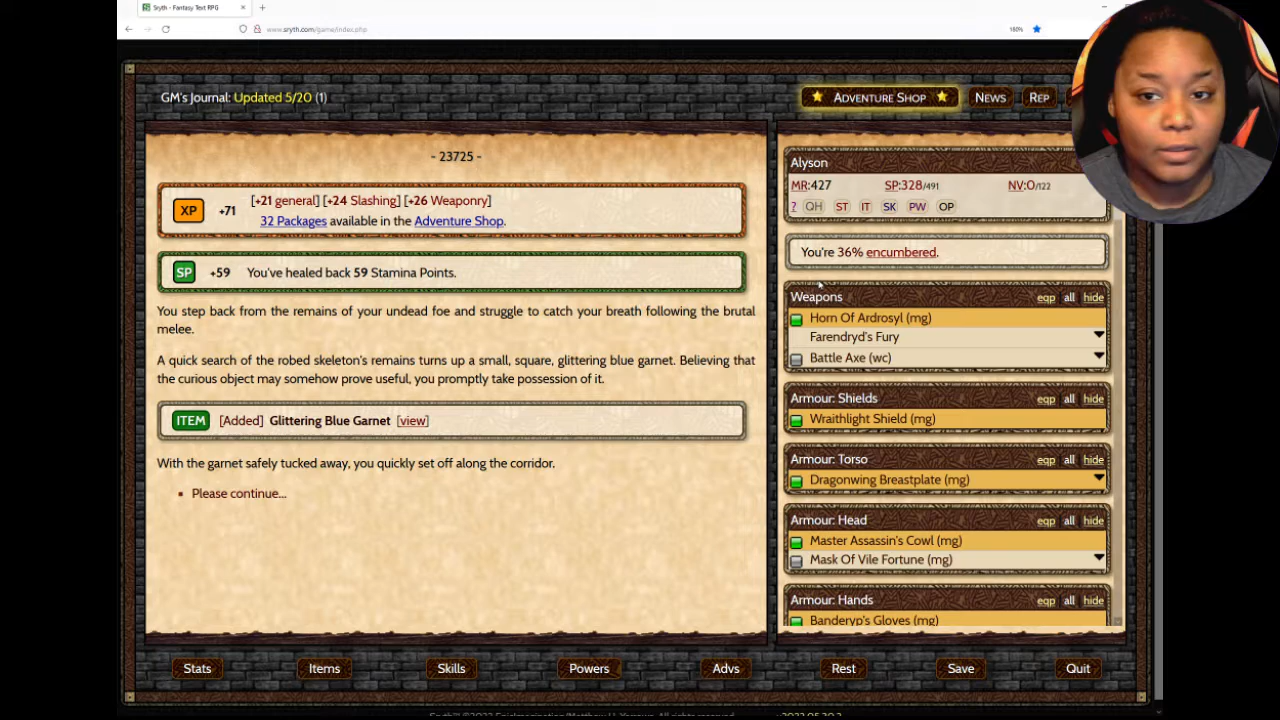 Sryth - Fantasy Text RPG
www.sryth.com/game/index.php
160%
GM's Journal: Updated 5/20 (1)
ADVENTURE SHOP
NEWS
REP
- 23725 -
XP +71 [+21 general] [+24 Slashing] [+26 Weaponry]
32 Packages available in the Adventure Shop.
SP +59 You've healed back 59 Stamina Points.
You step back from the remains of your undead foe and struggle to catch your breath following the brutal
melee.
A quick search of the robed skeleton's remains turns up a small, square, glittering blue garnet. Believing that
the curious object may somehow prove useful, you promptly take possession of it.
ITEM [Added] Glittering Blue Garnet [view]
With the garnet safely tucked away, you quickly set off along the corridor.
Please continue...
Alyson
MR:427 SP:328/491 NV:0/122
? QH ST IT SK PW OP
You're 36% encumbered.
Weapons eqp all hide
Horn Of Ardrosyl (mg)
Farendryd's Fury
Battle Axe (wc)
Armour: Shields eqp all hide
Wraithlight Shield (mg)
Armour: Torso eqp all hide
Dragonwing Breastplate (mg)
Armour: Head eqp all hide
Master Assassin's Cowl (mg)
Mask Of Vile Fortune (mg)
Armour: Hands eqp all hide
Banderyp's Gloves (mg)
Stats Items Skills Powers Advs Rest Save Quit